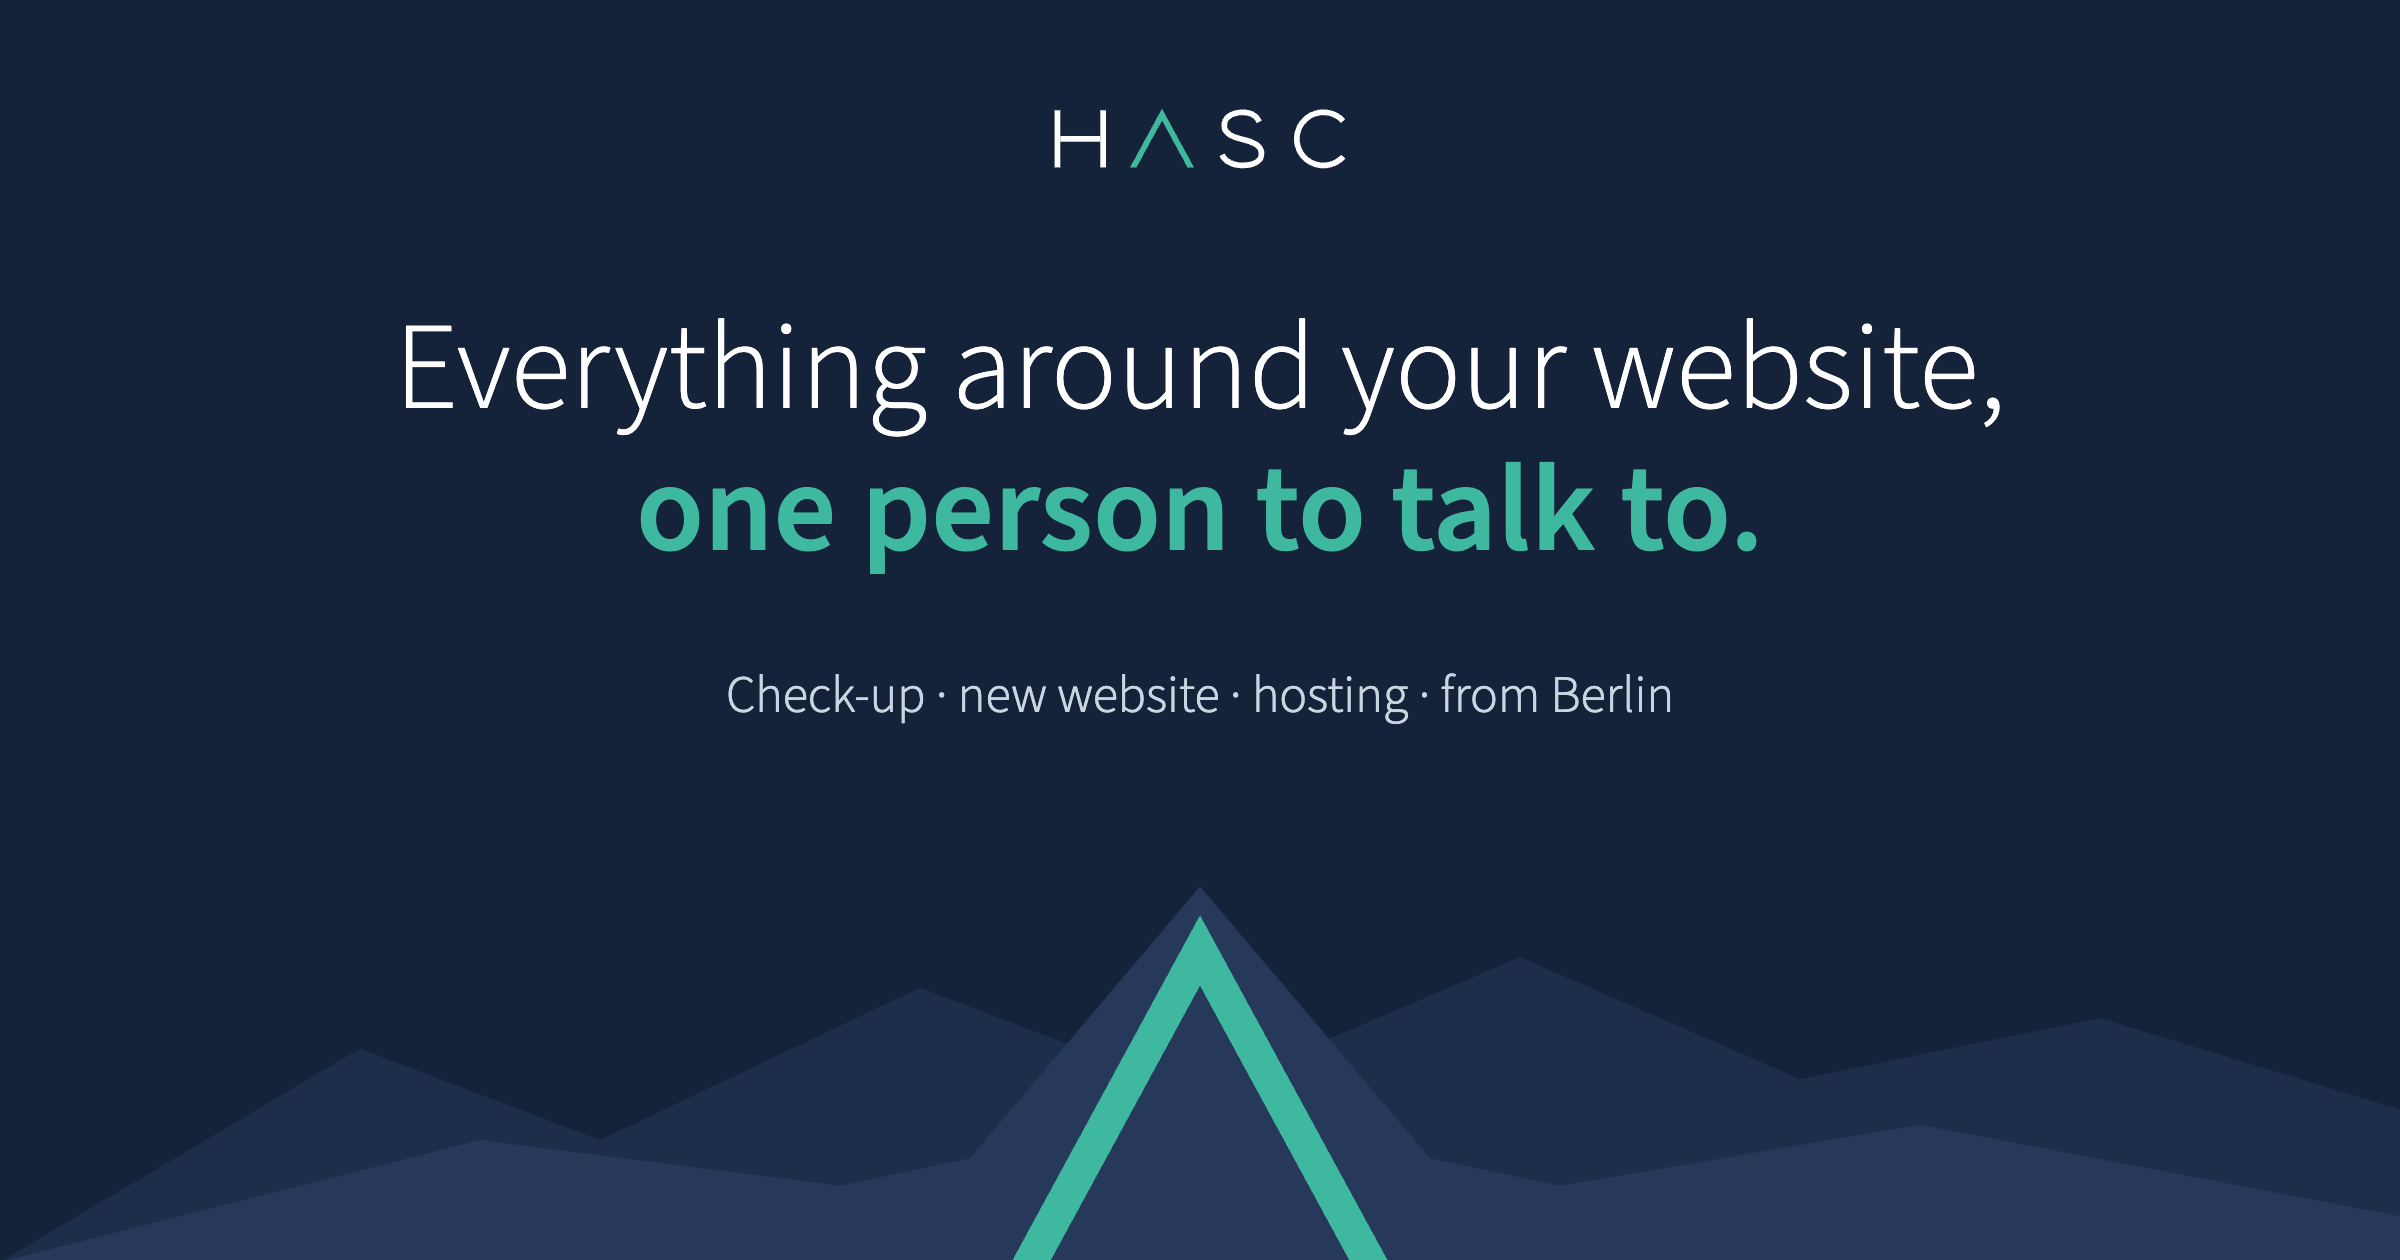 HASC
Everything around your website,
one person to talk to.
Check-up · new website · hosting · from Berlin